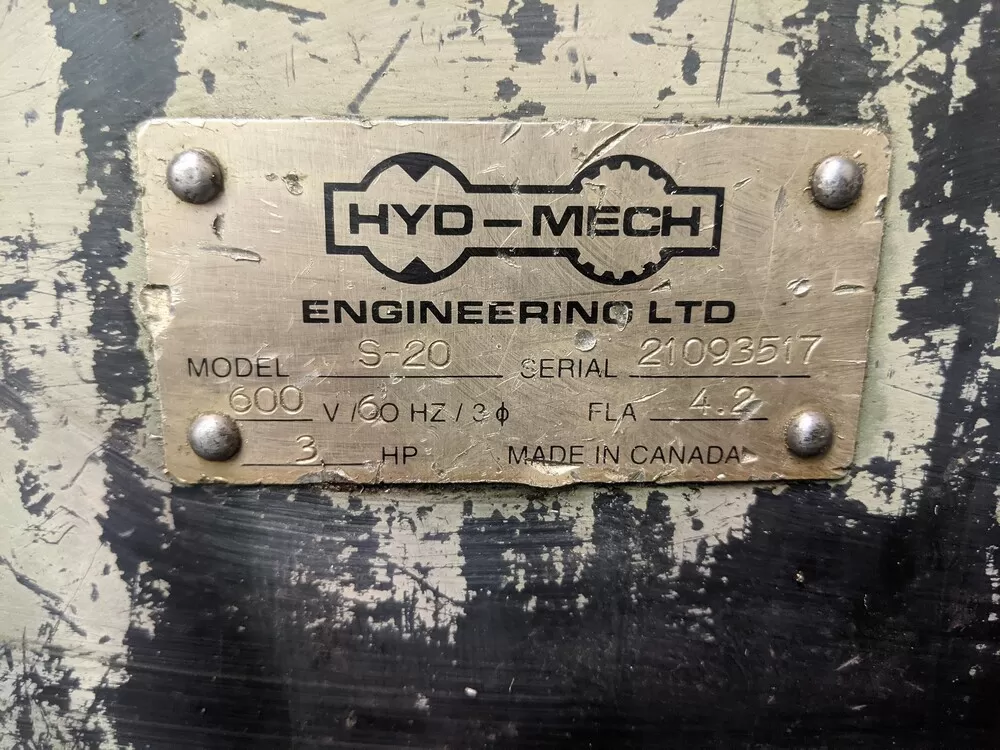 HYD-MECH
ENGINEERING LTD
MODEL S-20 SERIAL 21093517
600 V/60 HZ/3ϕ FLA 4.2
3 HP MADE IN CANADA